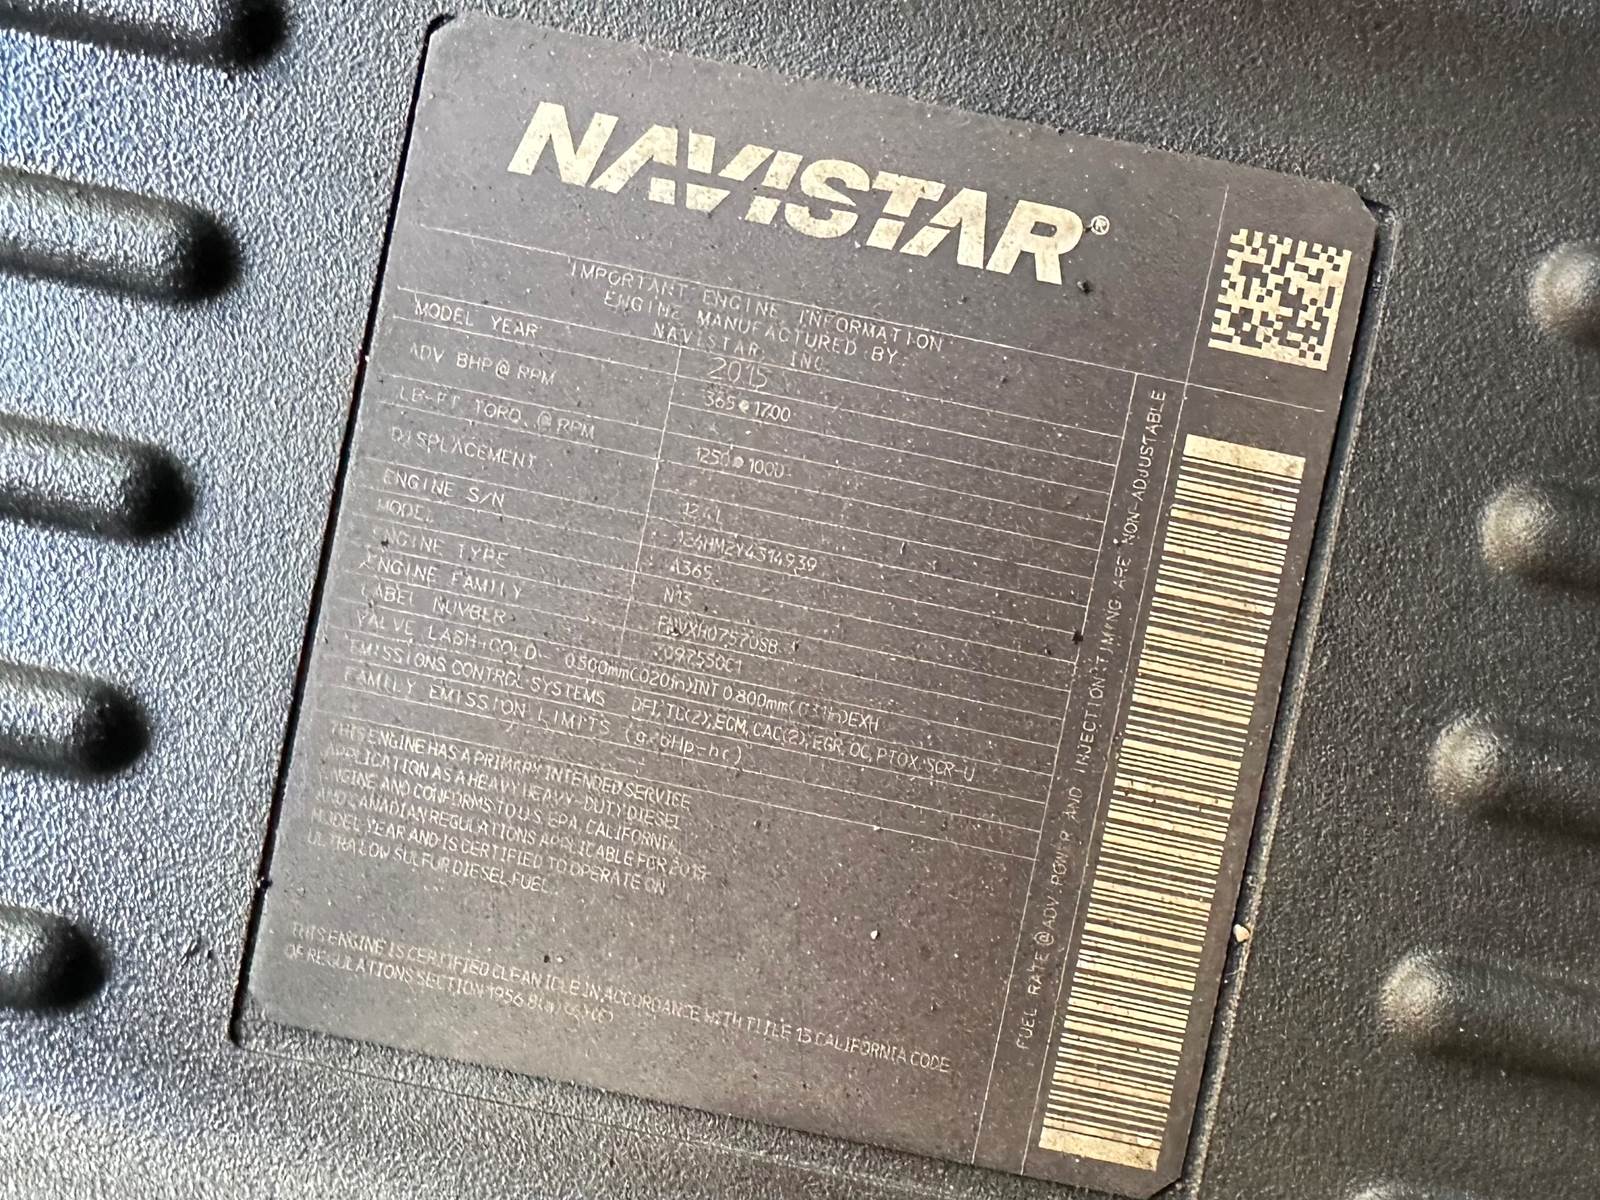 NAVISTAR®
IMPORTANT ENGINE INFORMATION
ENGINE MANUFACTURED BY:
NAVISTAR, INC.
MODEL YEAR 2015
ADV BHP @ RPM 365 @ 1700
LB-FT TORQ. @ RPM 1250 @ 1000
DISPLACEMENT 12.4L
ENGINE S/N 124HM2Y4314939
MODEL A365
ENGINE TYPE N13
ENGINE FAMILY FNVXH07570SB
LABEL NUMBER
VALVE LASH-COLD 0.500mm(.020in)INT 0.800mm(.031in)EXH
EMISSIONS CONTROL SYSTEMS DFI, TC(2), ECM, CAC(2), EGR, OC, PTOX, SCR-U
FAMILY EMISSION LIMITS (g/bHp-hr)
THIS ENGINE HAS A PRIMARY INTENDED SERVICE
APPLICATION AS A HEAVY HEAVY-DUTY DIESEL
ENGINE AND CONFORMS TO U.S. EPA, CALIFORNIA,
AND CANADIAN REGULATIONS APPLICABLE FOR 2015
MODEL YEAR AND IS CERTIFIED TO OPERATE ON
ULTRA LOW SULFUR DIESEL FUEL.
THIS ENGINE IS CERTIFIED CLEAN IDLE IN ACCORDANCE WITH TITLE 13 CALIFORNIA CODE
OF REGULATIONS SECTION 1956.8(a)
FUEL RATE @ ADV POWER AND INJECTION TIMING ARE NON-ADJUSTABLE